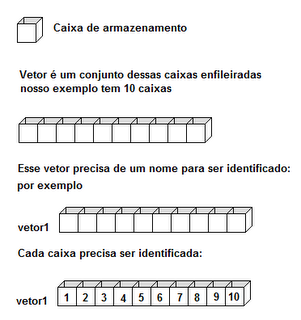 Caixa de armazenamento
Vetor é um conjunto dessas caixas enfileiradas
nosso exemplo tem 10 caixas
Esse vetor precisa de um nome para ser identificado:
por exemplo
vetor1
Cada caixa precisa ser identificada:
vetor1 1 2 3 4 5 6 7 8 9 10